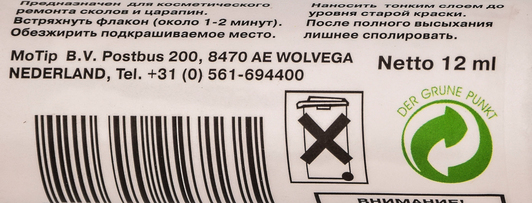 Предназначен для косметического
ремонта сколов и царапин.
Встряхнуть флакон (около 1-2 минут).
Обезжирить подкрашиваемое место.
Наносить тонким слоем до
уровня старой краски.
После полного высыхания
лишнее сполировать.
MoTip B.V. Postbus 200, 8470 AE WOLVEGA
NEDERLAND, Tel. +31 (0) 561-694400
Netto 12 ml
DER GRÜNE PUNKT
ВНИМАНИЕ!